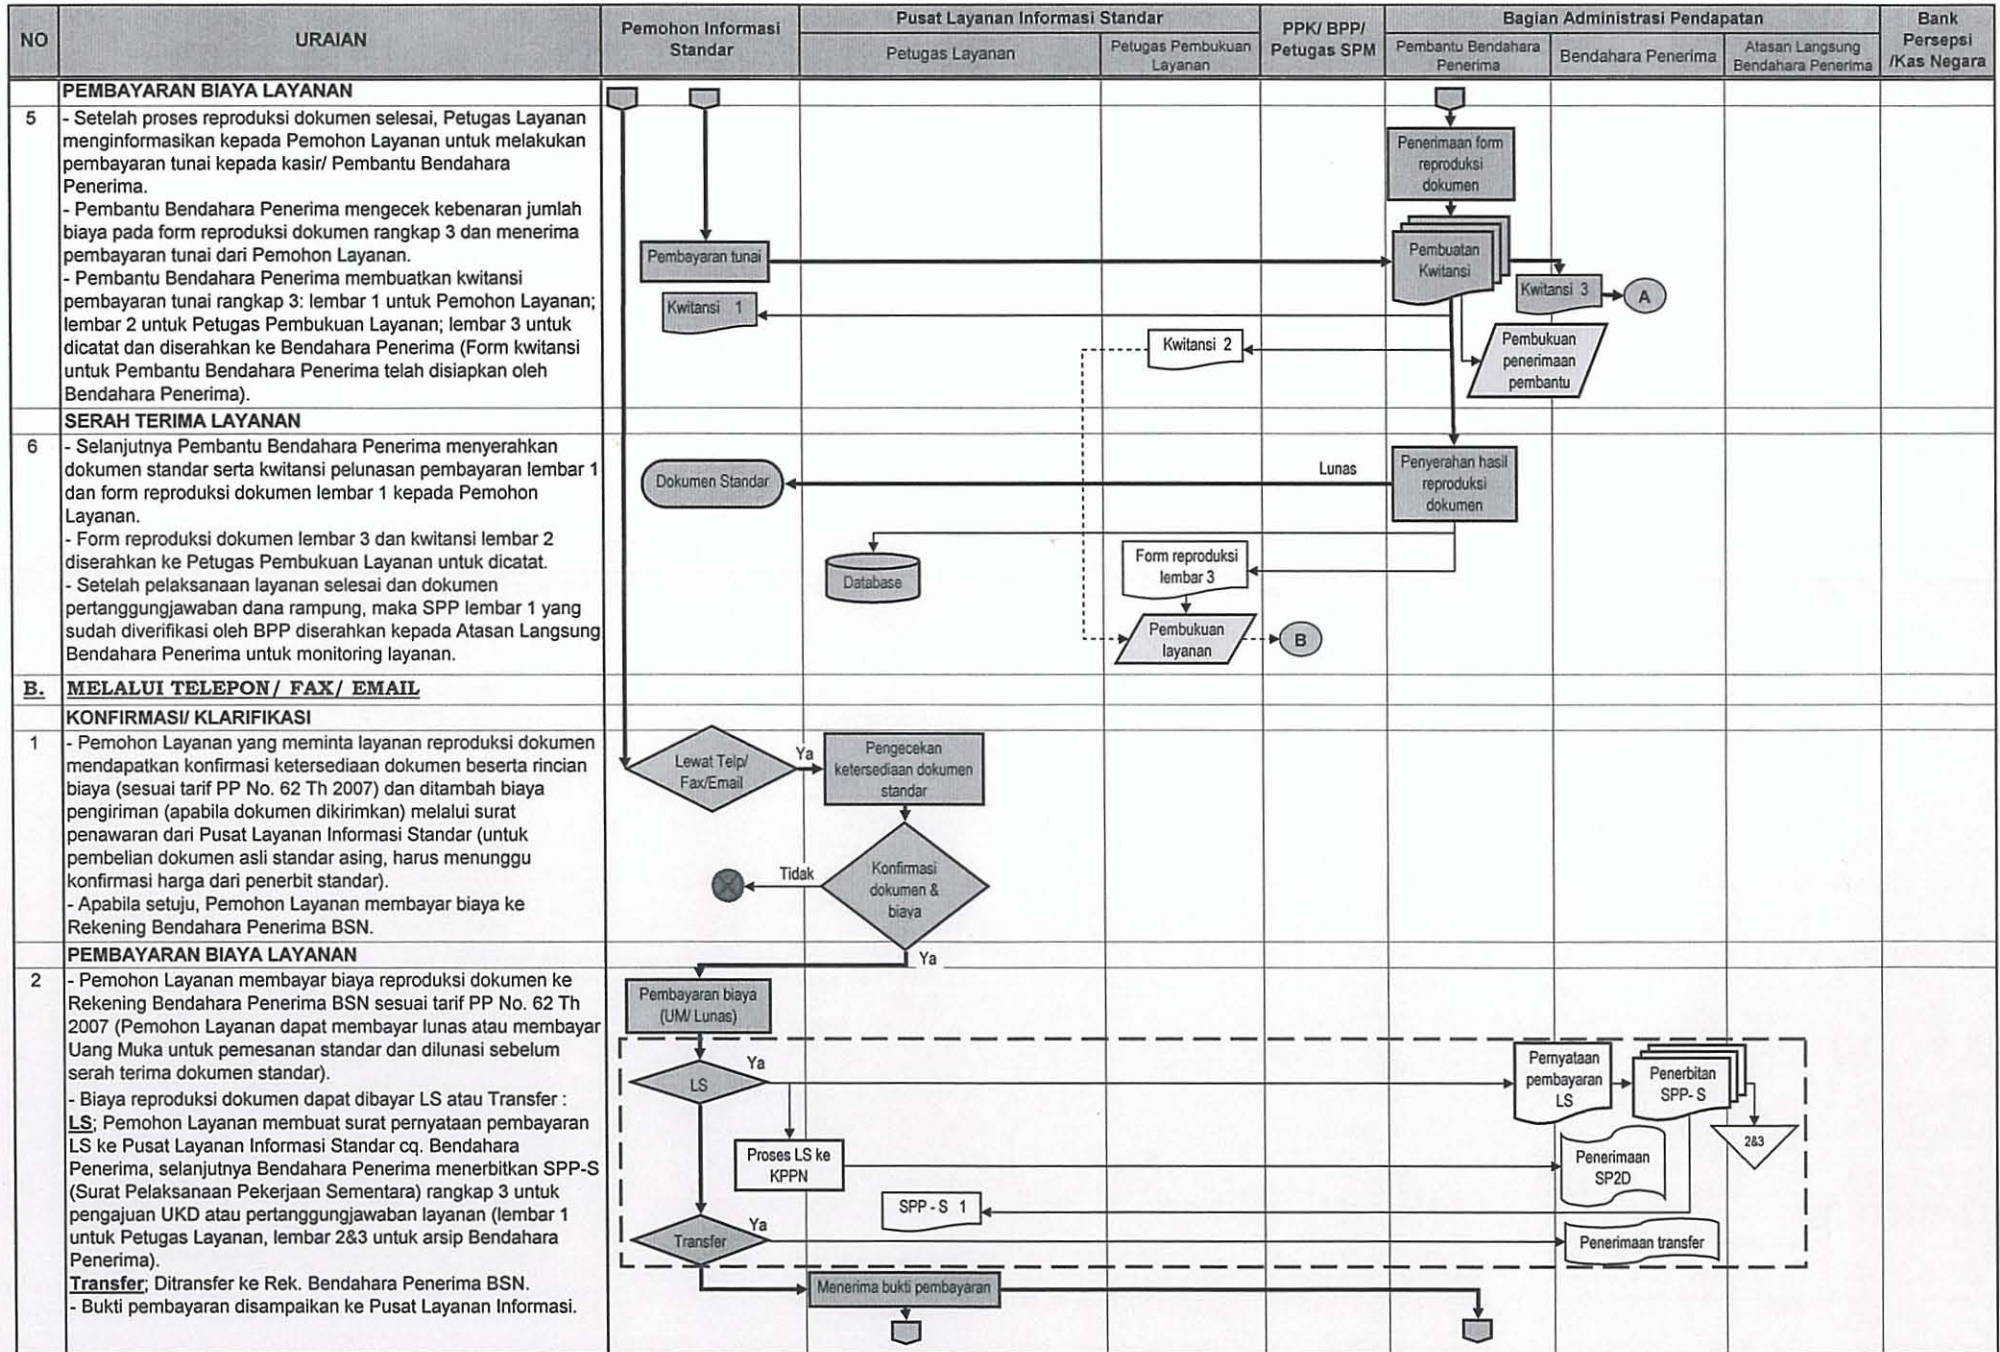 NO
URAIAN
Pemohon Informasi
Standar
Pusat Layanan Informasi Standar
Petugas Layanan
Petugas Pembukuan
Layanan
PPK/ BPP/
Petugas SPM
Bagian Administrasi Pendapatan
Pembantu Bendahara
Penerima
Bendahara Penerima
Atasan Langsung
Bendahara Penerima
Bank
Persepsi
/Kas Negara
PEMBAYARAN BIAYA LAYANAN
5
- Setelah proses reproduksi dokumen selesai, Petugas Layanan
menginformasikan kepada Pemohon Layanan untuk melakukan
pembayaran tunai kepada kasir/ Pembantu Bendahara
Penerima.
- Pembantu Bendahara Penerima mengecek kebenaran jumlah
biaya pada form reproduksi dokumen rangkap 3 dan menerima
pembayaran tunai dari Pemohon Layanan.
- Pembantu Bendahara Penerima membuatkan kwitansi
pembayaran tunai rangkap 3: lembar 1 untuk Pemohon Layanan;
lembar 2 untuk Petugas Pembukuan Layanan; lembar 3 untuk
dicatat dan diserahkan ke Bendahara Penerima (Form kwitansi
untuk Pembantu Bendahara Penerima telah disiapkan oleh
Bendahara Penerima).
Penerimaan form
reproduksi
dokumen
Pembayaran tunai
Pembuatan
Kwitansi
Kwitansi 3
A
Kwitansi 1
Kwitansi 2
Pembukuan
penerimaan
pembantu
SERAH TERIMA LAYANAN
6
- Selanjutnya Pembantu Bendahara Penerima menyerahkan
dokumen standar serta kwitansi pelunasan pembayaran lembar 1
dan form reproduksi dokumen lembar 1 kepada Pemohon
Layanan.
- Form reproduksi dokumen lembar 3 dan kwitansi lembar 2
diserahkan ke Petugas Pembukuan Layanan untuk dicatat.
- Setelah pelaksanaan layanan selesai dan dokumen
pertanggungjawaban dana rampung, maka SPP lembar 1 yang
sudah diverifikasi oleh BPP diserahkan kepada Atasan Langsung
Bendahara Penerima untuk monitoring layanan.
Dokumen Standar
Lunas
Penyerahan hasil
reproduksi
dokumen
Database
Form reproduksi
lembar 3
Pembukuan
layanan
B
B.
MELALUI TELEPON/ FAX/ EMAIL
KONFIRMASI/ KLARIFIKASI
1
- Pemohon Layanan yang meminta layanan reproduksi dokumen
mendapatkan konfirmasi ketersediaan dokumen beserta rincian
biaya (sesuai tarif PP No. 62 Th 2007) dan ditambah biaya
pengiriman (apabila dokumen dikirimkan) melalui surat
penawaran dari Pusat Layanan Informasi Standar (untuk
pembelian dokumen asli standar asing, harus menunggu
konfirmasi harga dari penerbit standar).
- Apabila setuju, Pemohon Layanan membayar biaya ke
Rekening Bendahara Penerima BSN.
Lewat Telp/
Fax/Email
Ya
Pengecekan
ketersediaan dokumen
standar
Tidak
Konfirmasi
dokumen &
biaya
Ya
PEMBAYARAN BIAYA LAYANAN
2
- Pemohon Layanan membayar biaya reproduksi dokumen ke
Rekening Bendahara Penerima BSN sesuai tarif PP No. 62 Th
2007 (Pemohon Layanan dapat membayar lunas atau membayar
Uang Muka untuk pemesanan standar dan dilunasi sebelum
serah terima dokumen standar).
- Biaya reproduksi dokumen dapat dibayar LS atau Transfer :
LS; Pemohon Layanan membuat surat pernyataan pembayaran
LS ke Pusat Layanan Informasi Standar cq. Bendahara
Penerima, selanjutnya Bendahara Penerima menerbitkan SPP-S
(Surat Pelaksanaan Pekerjaan Sementara) rangkap 3 untuk
pengajuan UKD atau pertanggungjawaban layanan (lembar 1
untuk Petugas Layanan, lembar 2&3 untuk arsip Bendahara
Penerima).
Transfer; Ditransfer ke Rek. Bendahara Penerima BSN.
- Bukti pembayaran disampaikan ke Pusat Layanan Informasi.
Pembayaran biaya
(UM/ Lunas)
LS
Ya
Pernyataan
pembayaran
LS
Penerbitan
SPP- S
2&3
Proses LS ke
KPPN
Penerimaan
SP2D
SPP - S 1
Transfer
Ya
Penerimaan transfer
Menerima bukti pembayaran